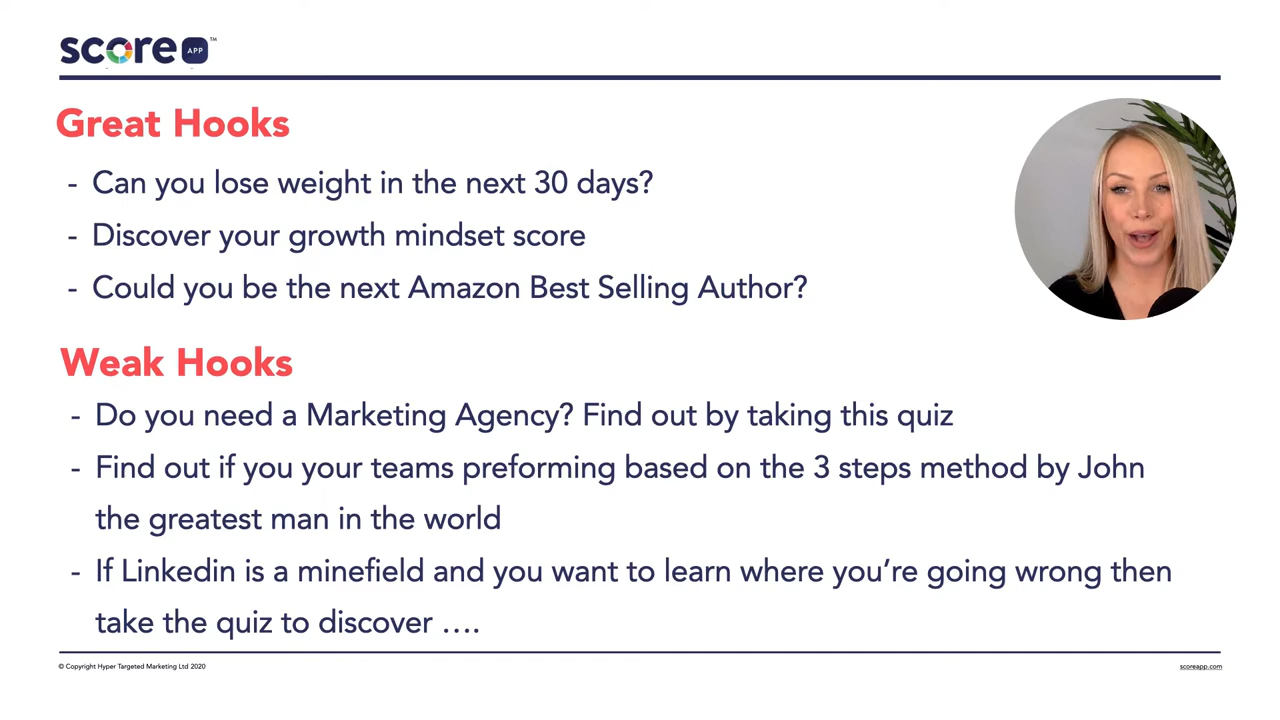 score APP ™
Great Hooks
- Can you lose weight in the next 30 days?
- Discover your growth mindset score
- Could you be the next Amazon Best Selling Author?
Weak Hooks
- Do you need a Marketing Agency? Find out by taking this quiz
- Find out if you your teams preforming based on the 3 steps method by John
the greatest man in the world
- If Linkedin is a minefield and you want to learn where you’re going wrong then
take the quiz to discover ….
© Copyright Hyper Targeted Marketing Ltd 2020
scoreapp.com